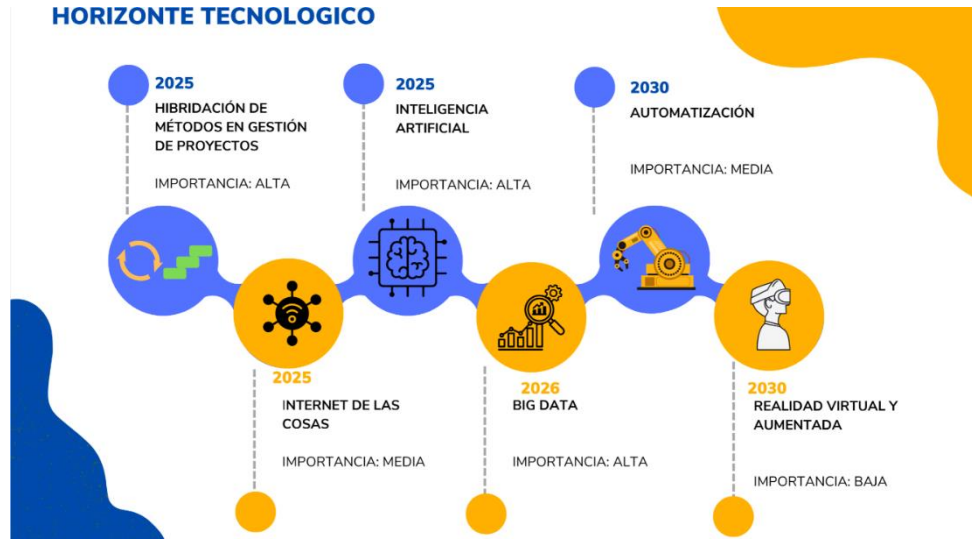 HORIZONTE TECNOLOGICO
2025
HIBRIDACIÓN DE
MÉTODOS EN GESTIÓN
DE PROYECTOS
IMPORTANCIA: ALTA
2025
INTELIGENCIA
ARTIFICIAL
IMPORTANCIA: ALTA
2030
AUTOMATIZACIÓN
IMPORTANCIA: MEDIA
2025
INTERNET DE LAS
COSAS
IMPORTANCIA: MEDIA
2026
BIG DATA
IMPORTANCIA: ALTA
2030
REALIDAD VIRTUAL Y
AUMENTADA
IMPORTANCIA: BAJA